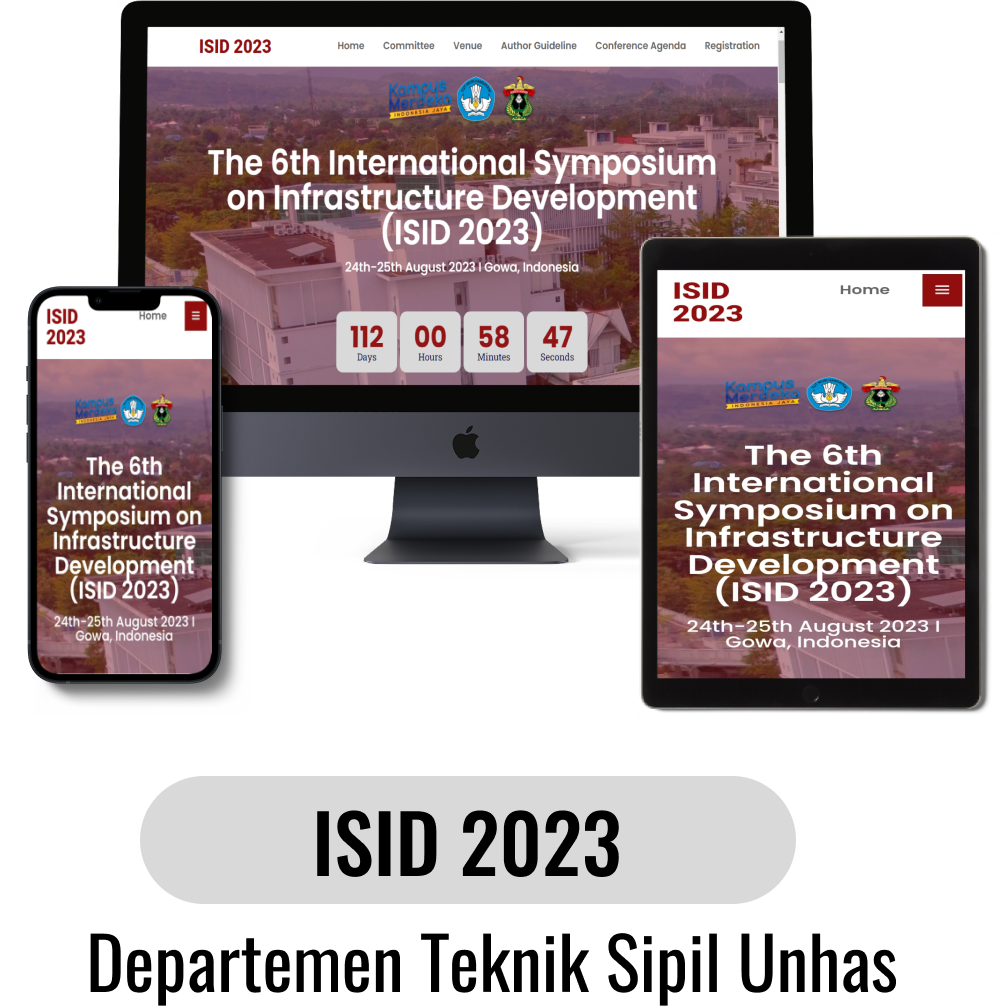 ISID 2023
Home Committee Venue Author Guideline Conference Agenda Registration
Kampus
Merdeka
INDONESIA JAYA
The 6th International Symposium
on Infrastructure Development
(ISID 2023)
24th-25th August 2023 | Gowa, Indonesia
112 00 58 47
Days Hours Minutes Seconds
ISID
2023
Home
Kampus
Merdeka
INDONESIA JAYA
The 6th
International
Symposium on
Infrastructure
Development
(ISID 2023)
24th-25th August 2023 |
Gowa, Indonesia
ISID
2023
Home
Kampus
Merdeka
INDONESIA JAYA
The 6th
International
Symposium on
Infrastructure
Development
(ISID 2023)
24th-25th August 2023 |
Gowa, Indonesia
ISID 2023
Departemen Teknik Sipil Unhas